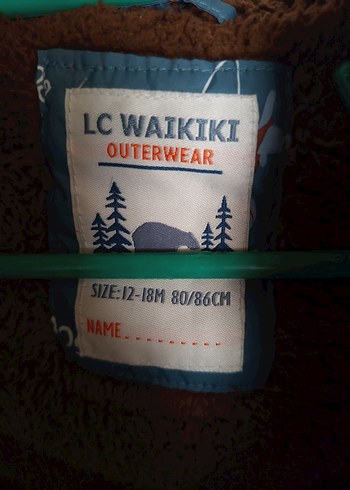 LC WAIKIKI
OUTERWEAR
SIZE: 12-18M 80/86CM
NAME..........